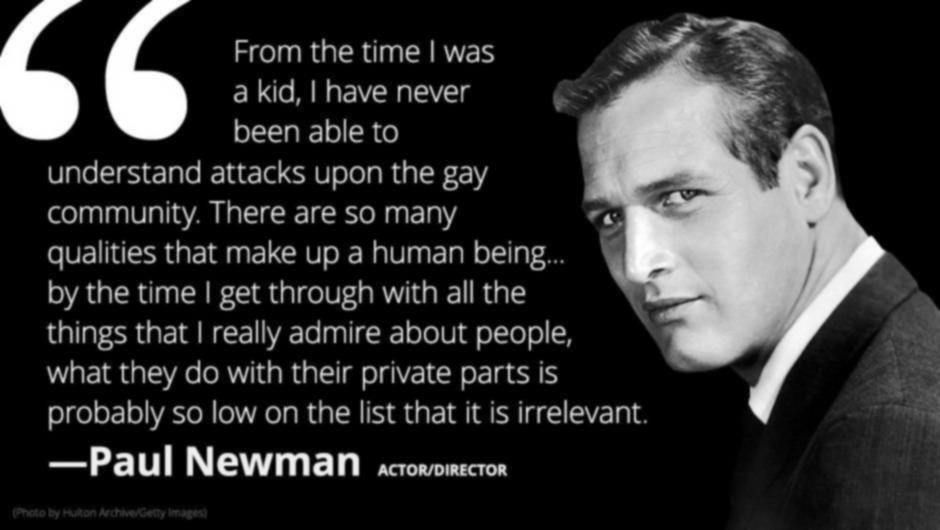 From the time I was
a kid, I have never
been able to
understand attacks upon the gay
community. There are so many
qualities that make up a human being...
by the time I get through with all the
things that I really admire about people,
what they do with their private parts is
probably so low on the list that it is irrelevant.
—Paul Newman ACTOR/DIRECTOR
(Photo by Hulton Archive/Getty Images)